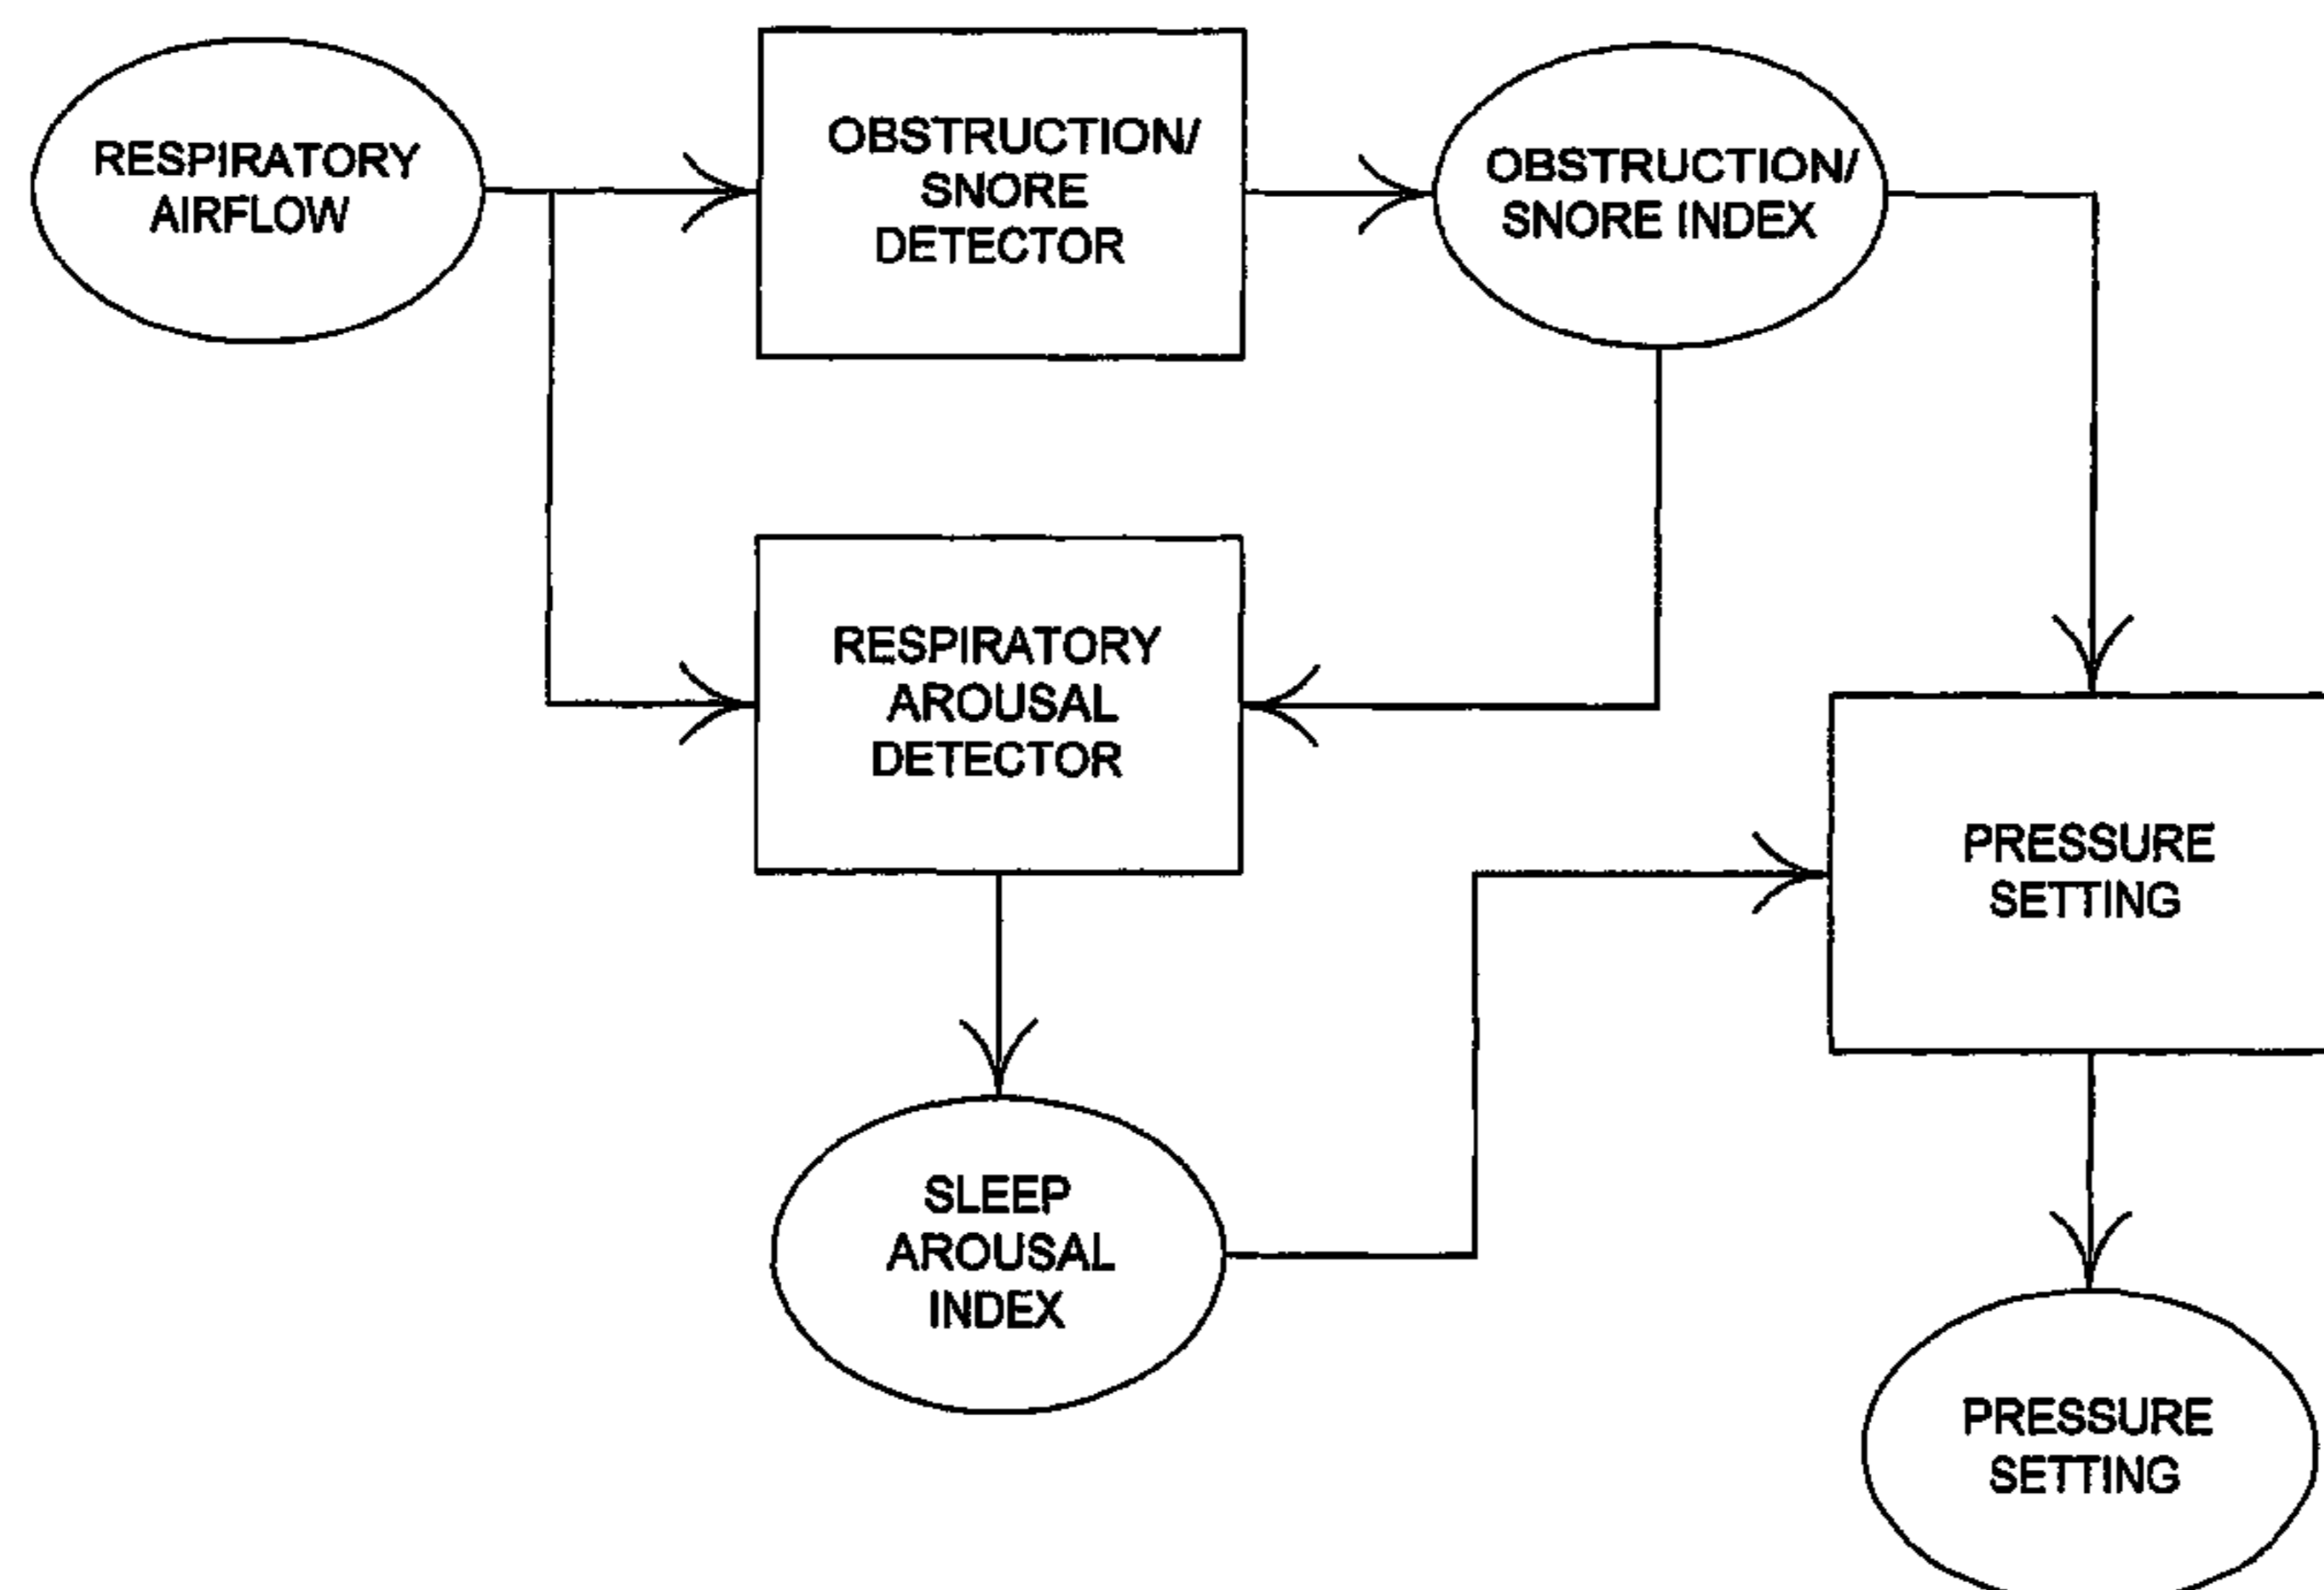 RESPIRATORY
AIRFLOW
OBSTRUCTION/
SNORE
DETECTOR
OBSTRUCTION/
SNORE INDEX
RESPIRATORY
AROUSAL
DETECTOR
PRESSURE
SETTING
SLEEP
AROUSAL
INDEX
PRESSURE
SETTING